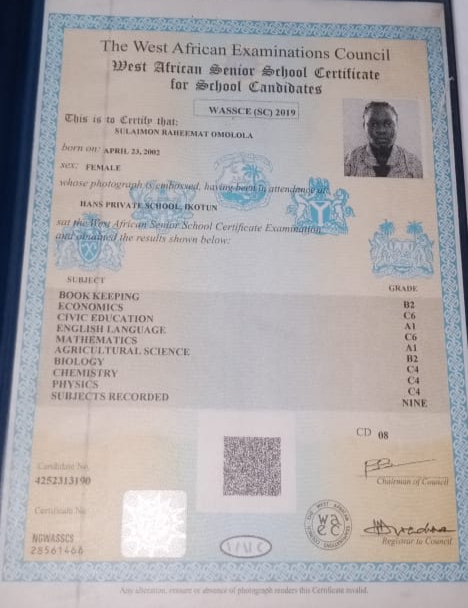 The West African Examinations Council
West African Senior School Certificate
for School Candidates
WASSCE (SC) 2019
This is to Certify that:
SULAIMON RAHEEMAT OMOLOLA
born on: APRIL 23, 2002
sex: FEMALE
whose photograph is embossed, having been in attendance at
HANS PRIVATE SCHOOL, IKOTUN
sat the West African Senior School Certificate Examination
and obtained the results shown below:
SUBJECT GRADE
BOOK KEEPING B2
ECONOMICS C6
CIVIC EDUCATION A1
ENGLISH LANGUAGE C6
MATHEMATICS A1
AGRICULTURAL SCIENCE B2
BIOLOGY C4
CHEMISTRY C4
PHYSICS C4
SUBJECTS RECORDED NINE
CD 08
Candidate No.
4252313190
Chairman of Council
Certificate No.
NGWASSCS
28561466
waec
WAEC
Registrar to Council
Any alteration, erasure or absence of photograph renders this Certificate invalid.